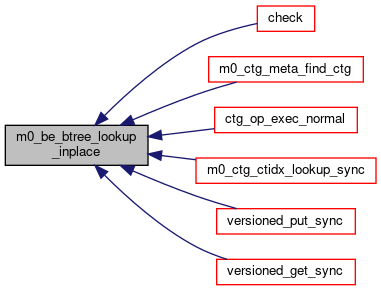 check
m0_ctg_meta_find_ctg
ctg_op_exec_normal
m0_be_btree_lookup
_inplace
m0_ctg_ctidx_lookup_sync
versioned_put_sync
versioned_get_sync